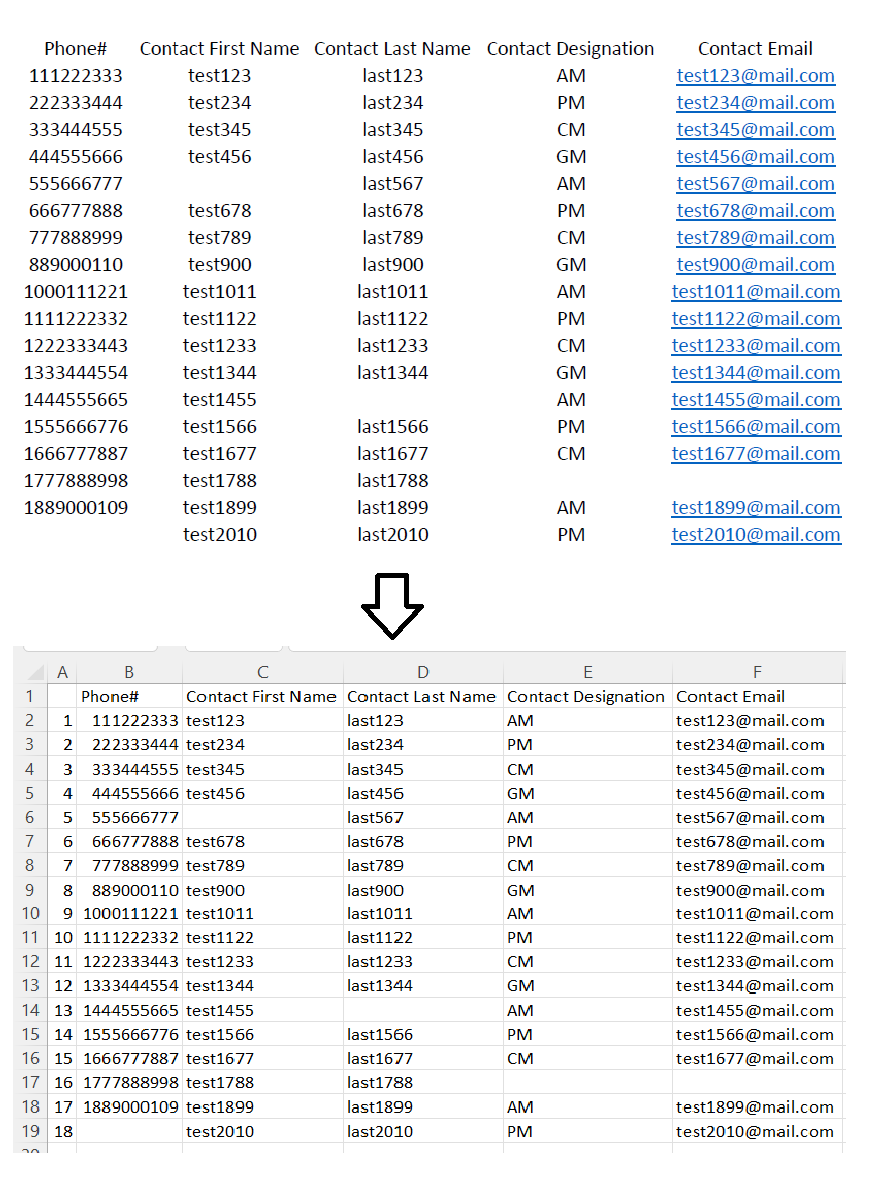 Phone# Contact First Name Contact Last Name Contact Designation Contact Email
111222333 test123 last123 AM test123@mail.com
222333444 test234 last234 PM test234@mail.com
333444555 test345 last345 CM test345@mail.com
444555666 test456 last456 GM test456@mail.com
555666777 last567 AM test567@mail.com
666777888 test678 last678 PM test678@mail.com
777888999 test789 last789 CM test789@mail.com
889000110 test900 last900 GM test900@mail.com
1000111221 test1011 last1011 AM test1011@mail.com
1111222332 test1122 last1122 PM test1122@mail.com
1222333443 test1233 last1233 CM test1233@mail.com
1333444554 test1344 last1344 GM test1344@mail.com
1444555665 test1455 AM test1455@mail.com
1555666776 test1566 last1566 PM test1566@mail.com
1666777887 test1677 last1677 CM test1677@mail.com
1777888998 test1788 last1788
1889000109 test1899 last1899 AM test1899@mail.com
test2010 last2010 PM test2010@mail.com
A B C D E F
1 Phone# Contact First Name Contact Last Name Contact Designation Contact Email
2 1 111222333 test123 last123 AM test123@mail.com
3 2 222333444 test234 last234 PM test234@mail.com
4 3 333444555 test345 last345 CM test345@mail.com
5 4 444555666 test456 last456 GM test456@mail.com
6 5 555666777 last567 AM test567@mail.com
7 6 666777888 test678 last678 PM test678@mail.com
8 7 777888999 test789 last789 CM test789@mail.com
9 8 889000110 test900 last900 GM test900@mail.com
10 9 1000111221 test1011 last1011 AM test1011@mail.com
11 10 1111222332 test1122 last1122 PM test1122@mail.com
12 11 1222333443 test1233 last1233 CM test1233@mail.com
13 12 1333444554 test1344 last1344 GM test1344@mail.com
14 13 1444555665 test1455 AM test1455@mail.com
15 14 1555666776 test1566 last1566 PM test1566@mail.com
16 15 1666777887 test1677 last1677 CM test1677@mail.com
17 16 1777888998 test1788 last1788
18 17 1889000109 test1899 last1899 AM test1899@mail.com
19 18 test2010 last2010 PM test2010@mail.com